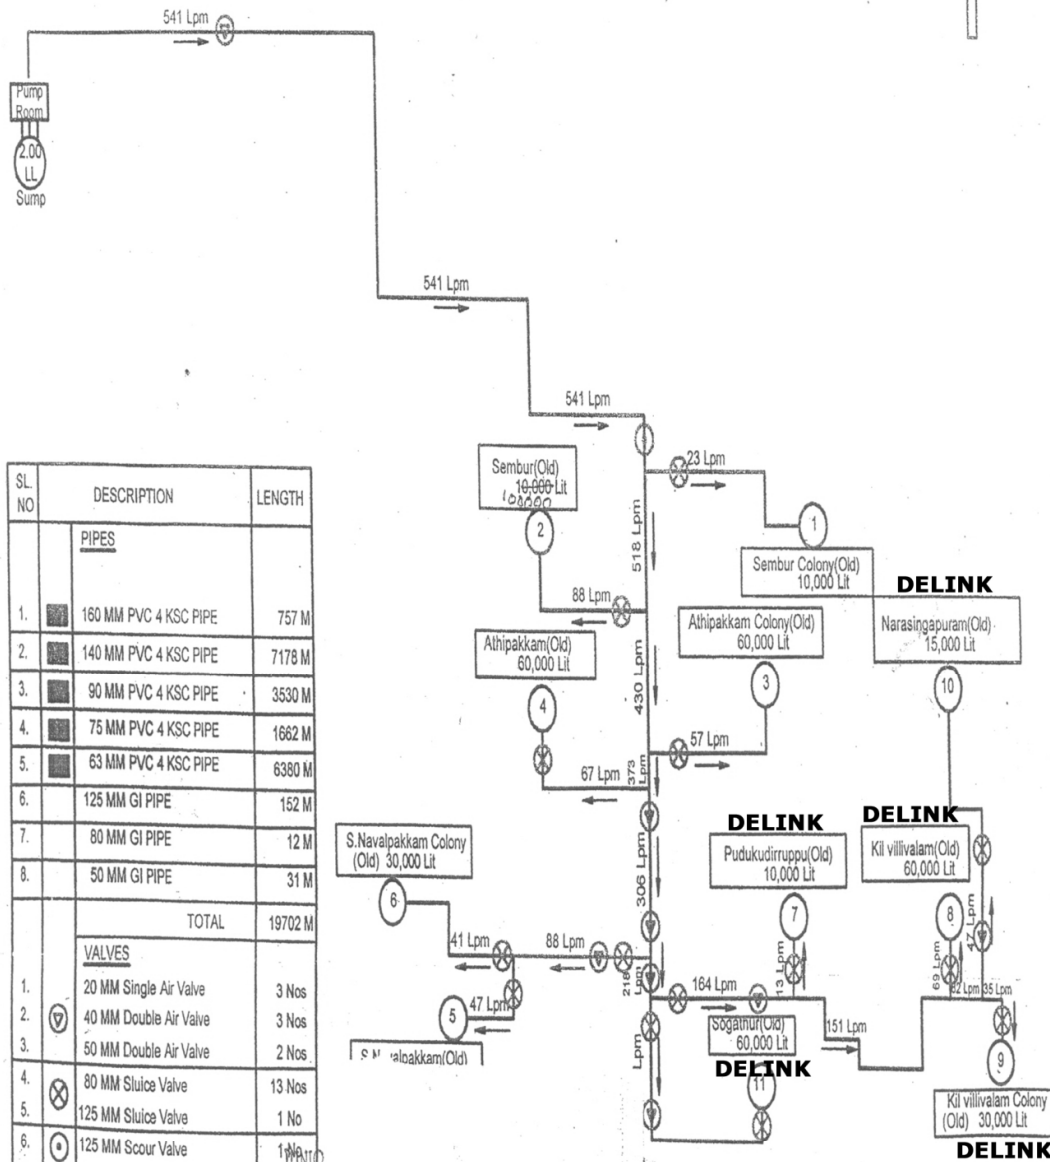 541 Lpm
Pump
Room
2.00
LL
Sump
541 Lpm
541 Lpm
23 Lpm
Sembur(Old)
10,000 Lit
100000
2
518 Lpm
1
Sembur Colony(Old)
10,000 Lit
DELINK
88 Lpm
Athipakkam(Old)
60,000 Lit
4
430 Lpm
Athipakkam Colony(Old)
60,000 Lit
3
Narasingapuram(Old)
15,000 Lit
10
57 Lpm
67 Lpm
373
Lpm
S.Navalpakkam Colony
(Old) 30,000 Lit
6
306 Lpm
DELINK
Pudukudirruppu(Old)
10,000 Lit
7
13 Lpm
DELINK
Kil villivalam(Old)
60,000 Lit
8
69 Lpm
47 Lpm
41 Lpm
88 Lpm
218
Lpm
164 Lpm
82 Lpm
35 Lpm
47 Lpm
5
Sogathur(Old)
60,000 Lit
151 Lpm
Lpm
DELINK
11
9
Kil villivalam Colony
(Old) 30,000 Lit
DELINK
SL. NO DESCRIPTION LENGTH
PIPES
1. 160 MM PVC 4 KSC PIPE 757 M
2. 140 MM PVC 4 KSC PIPE 7178 M
3. 90 MM PVC 4 KSC PIPE 3530 M
4. 75 MM PVC 4 KSC PIPE 1662 M
5. 63 MM PVC 4 KSC PIPE 6380 M
6. 125 MM GI PIPE 152 M
7. 80 MM GI PIPE 12 M
8. 50 MM GI PIPE 31 M
TOTAL 19702 M
VALVES
1. 20 MM Single Air Valve 3 Nos
2. 40 MM Double Air Valve 3 Nos
3. 50 MM Double Air Valve 2 Nos
4. 80 MM Sluice Valve 13 Nos
5. 125 MM Sluice Valve 1 No
6. 125 MM Scour Valve 1 No